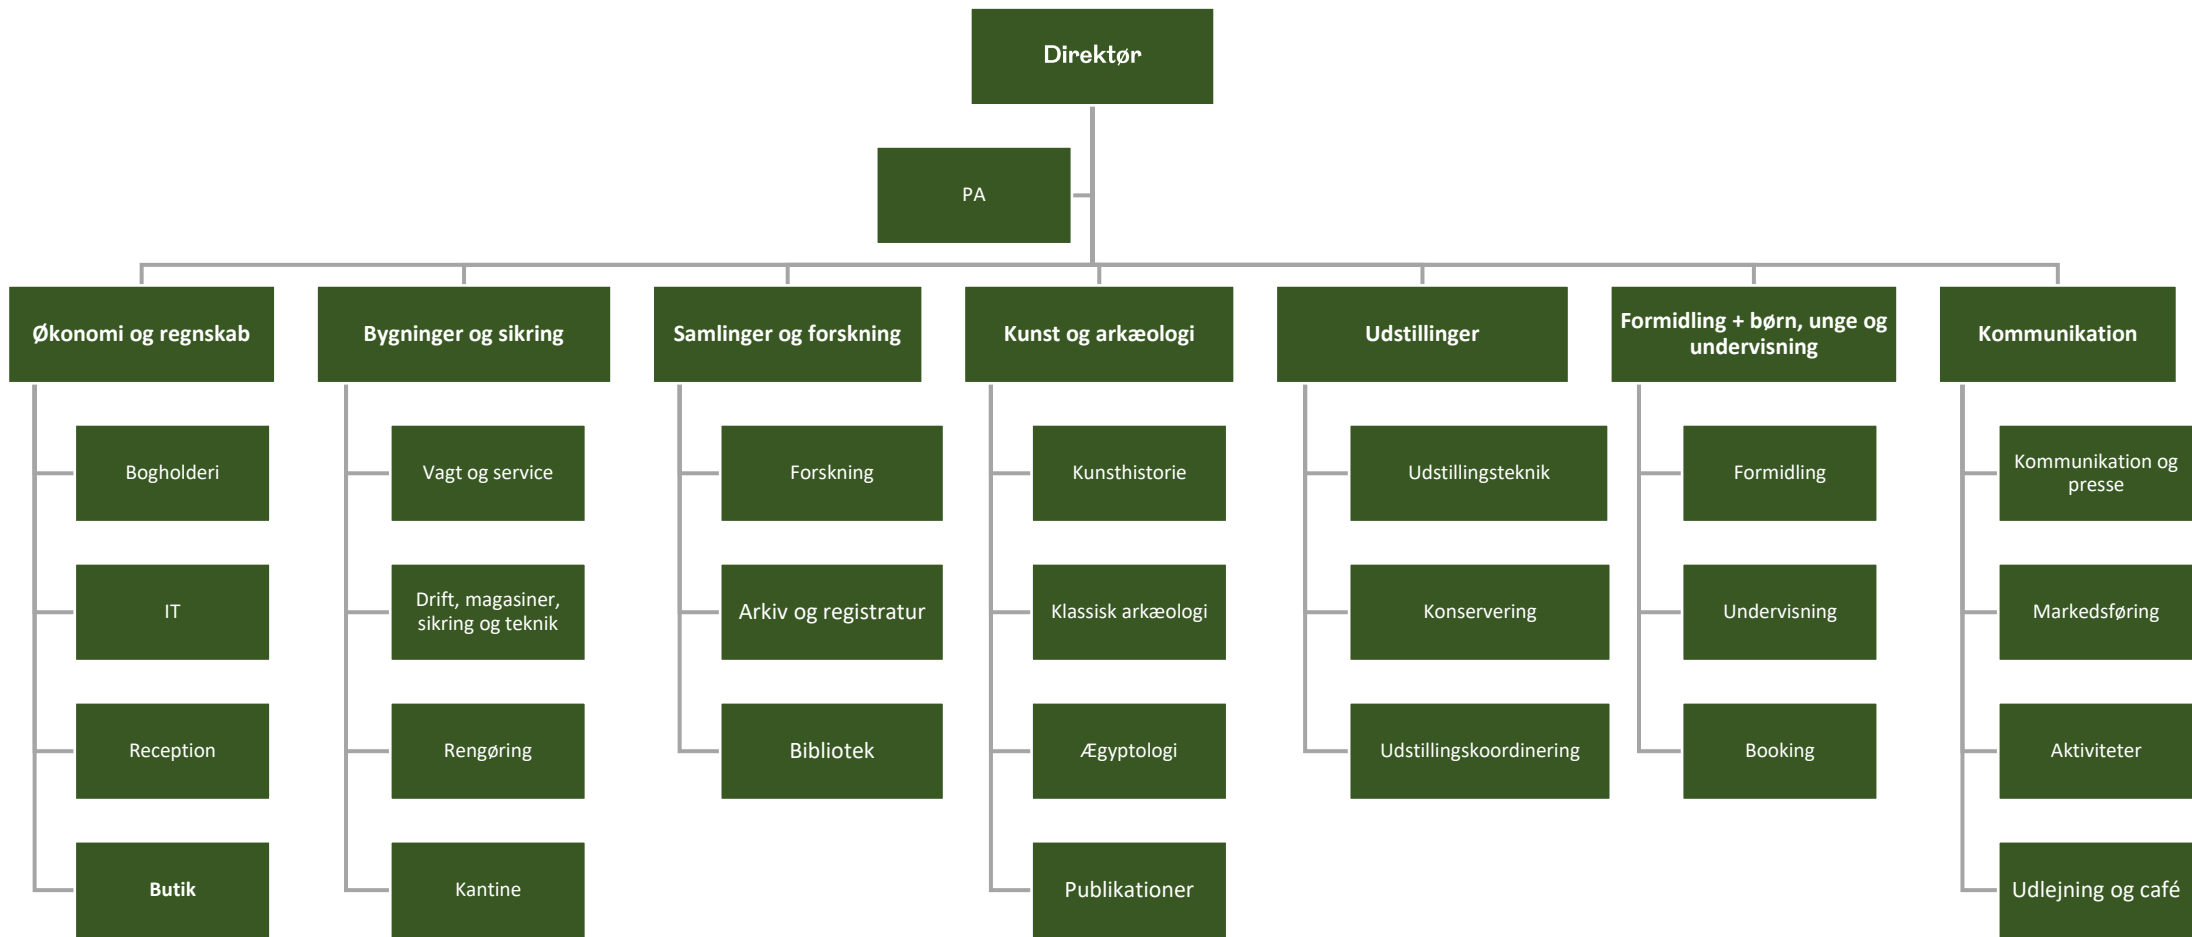 Direktør
PA
Økonomi og regnskab
Bygninger og sikring
Samlinger og forskning
Kunst og arkæologi
Udstillinger
Formidling + børn, unge og
undervisning
Kommunikation
Bogholderi
Vagt og service
Forskning
Kunsthistorie
Udstillingsteknik
Formidling
Kommunikation og
presse
IT
Drift, magasiner,
sikring og teknik
Arkiv og registratur
Klassisk arkæologi
Konservering
Undervisning
Markedsføring
Reception
Rengøring
Bibliotek
Ægyptologi
Udstillingskoordinering
Booking
Aktiviteter
Butik
Kantine
Publikationer
Udlejning og café